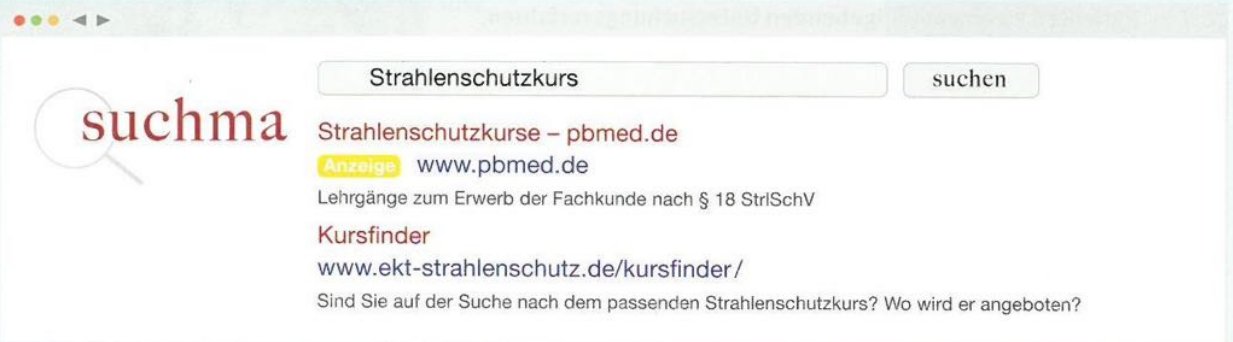 Strahlenschutzkurs suchen
suchma
Strahlenschutzkurse – pbmed.de
Anzeige www.pbmed.de
Lehrgänge zum Erwerb der Fachkunde nach § 18 StrlSchV
Kursfinder
www.ekt-strahlenschutz.de/kursfinder/
Sind Sie auf der Suche nach dem passenden Strahlenschutzkurs? Wo wird er angeboten?